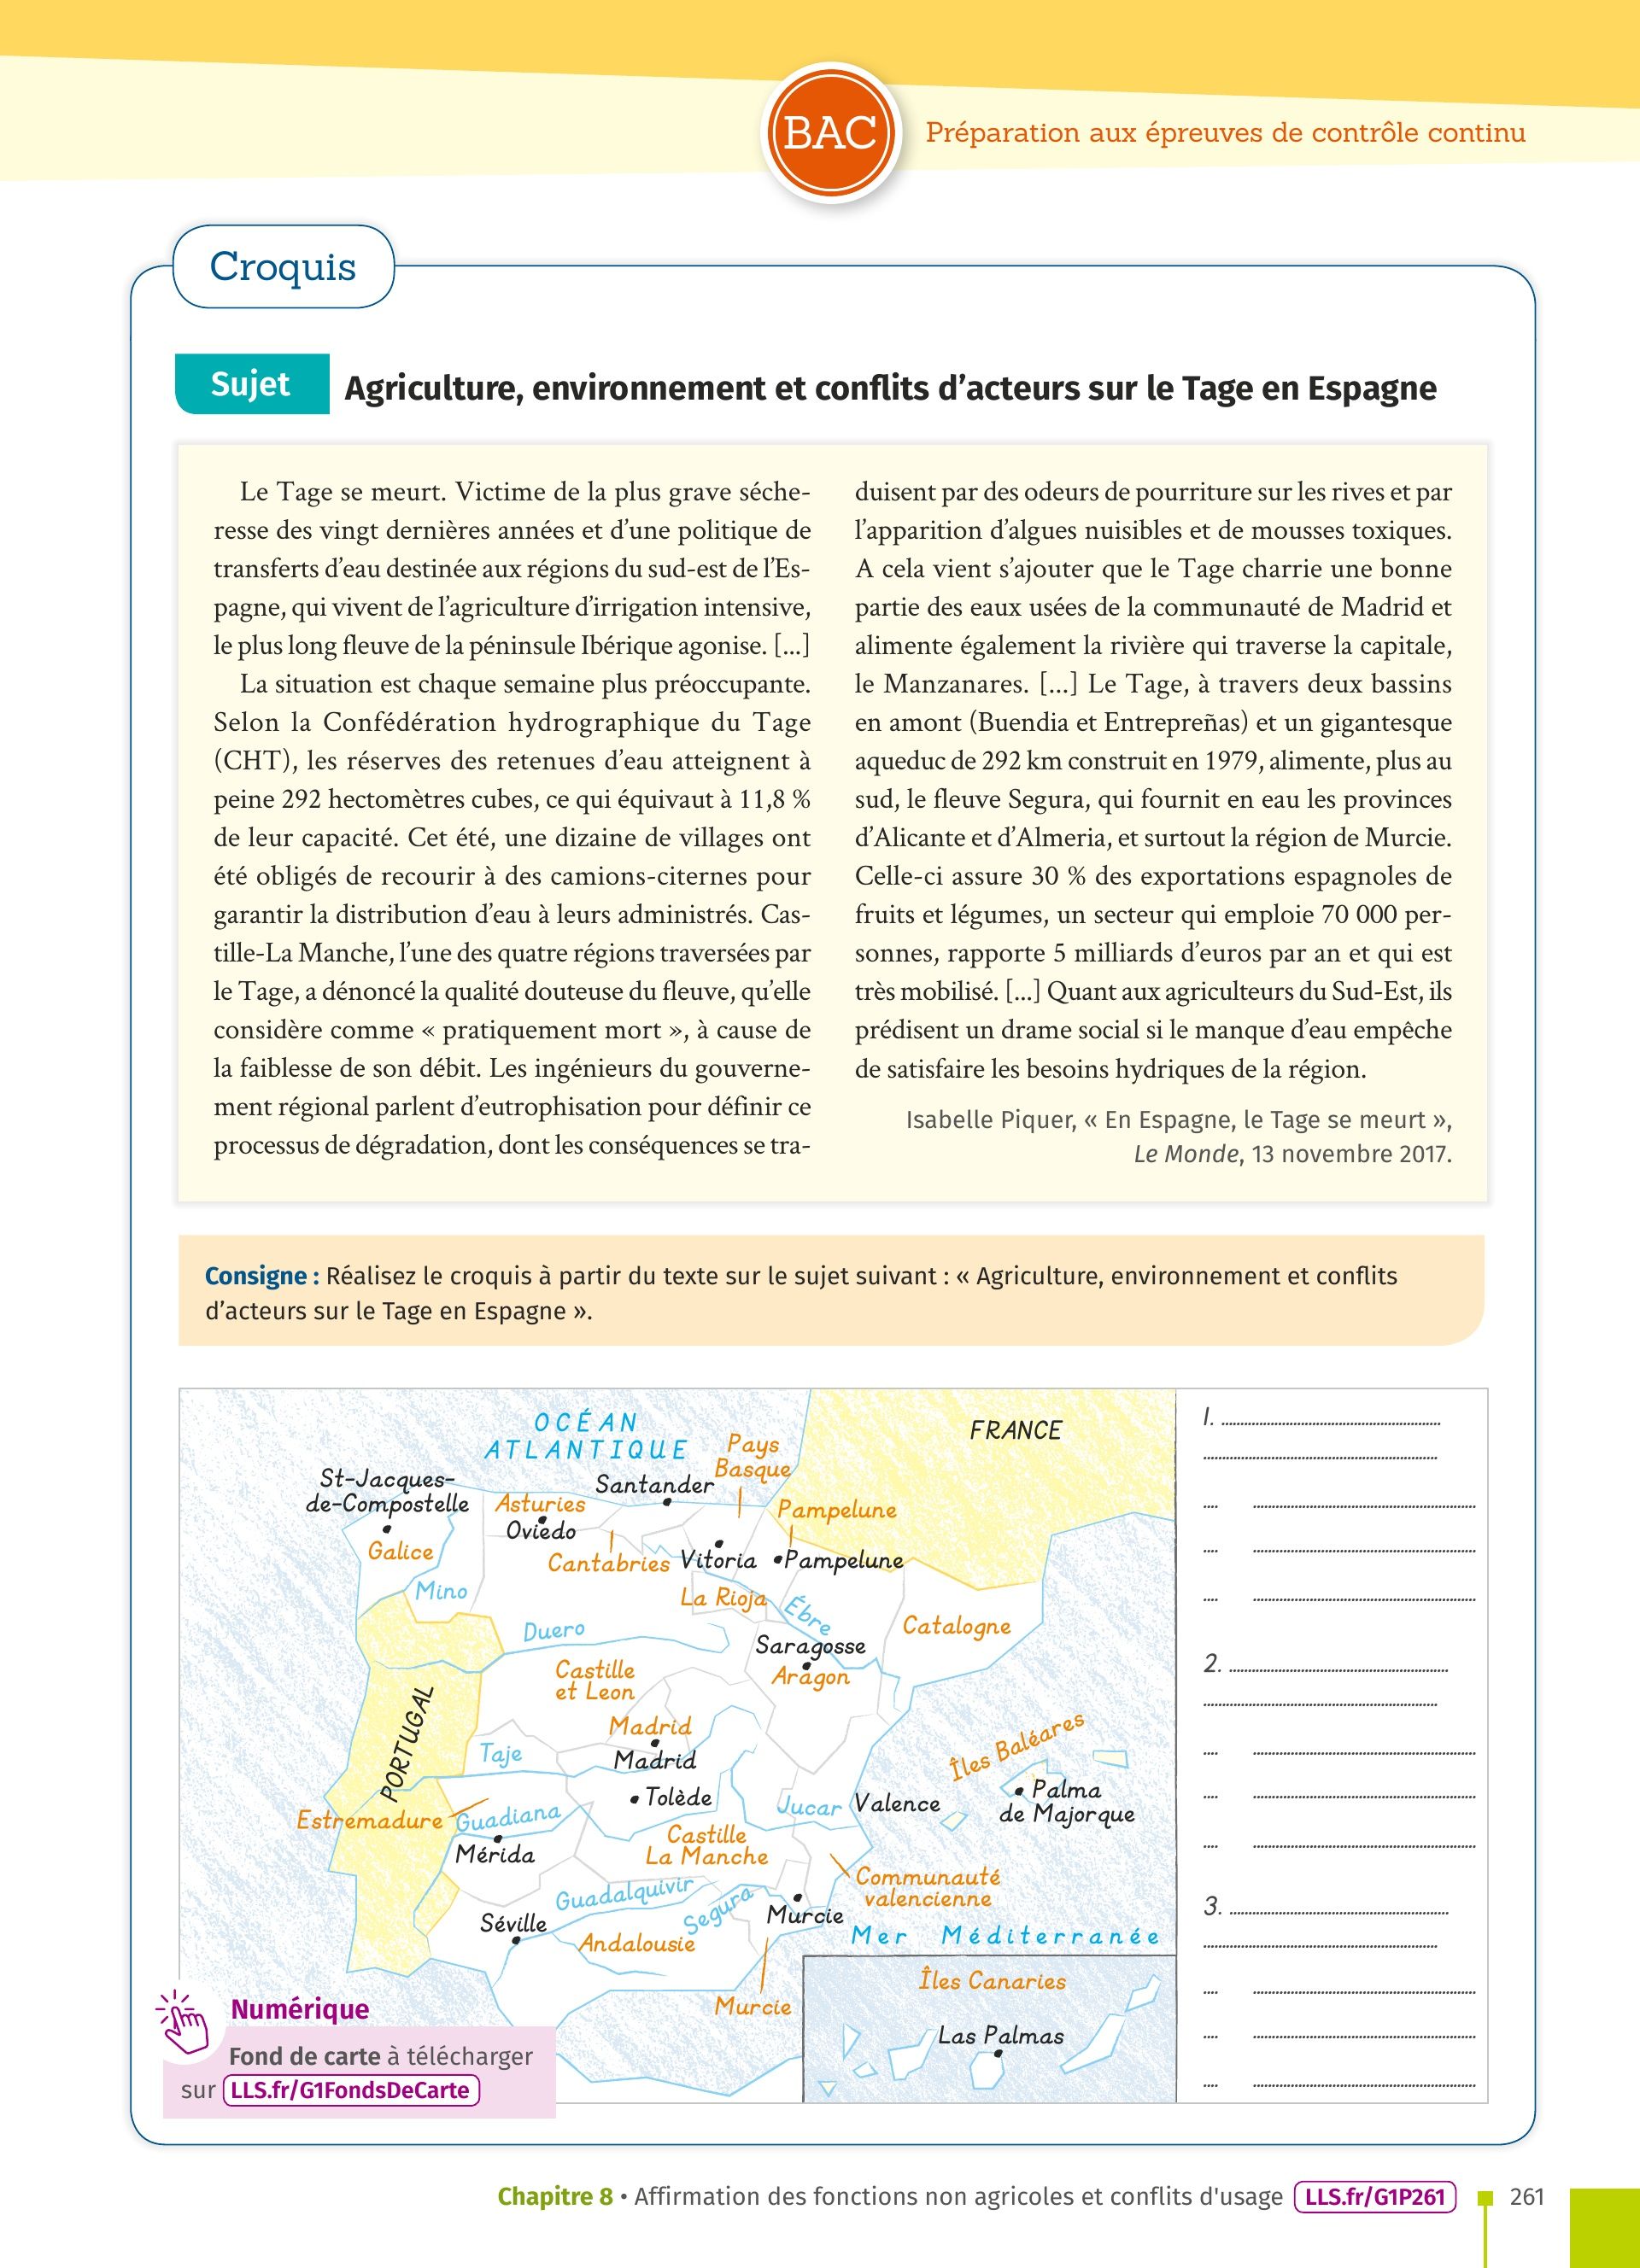 BAC
Préparation aux épreuves de contrôle continu
Croquis
Sujet
Agriculture, environnement et conflits d’acteurs sur le Tage en Espagne
Le Tage se meurt. Victime de la plus grave séche-
resse des vingt dernières années et d’une politique de
transferts d’eau destinée aux régions du sud-est de l’Es-
pagne, qui vivent de l’agriculture d’irrigation intensive,
le plus long fleuve de la péninsule Ibérique agonise. [...]
La situation est chaque semaine plus préoccupante.
Selon la Confédération hydrographique du Tage
(CHT), les réserves des retenues d’eau atteignent à
peine 292 hectomètres cubes, ce qui équivaut à 11,8 %
de leur capacité. Cet été, une dizaine de villages ont
été obligés de recourir à des camions-citernes pour
garantir la distribution d’eau à leurs administrés. Cas-
tille-La Manche, l’une des quatre régions traversées par
le Tage, a dénoncé la qualité douteuse du fleuve, qu’elle
considère comme « pratiquement mort », à cause de
la faiblesse de son débit. Les ingénieurs du gouverne-
ment régional parlent d’eutrophisation pour définir ce
processus de dégradation, dont les conséquences se tra-
duisent par des odeurs de pourriture sur les rives et par
l’apparition d’algues nuisibles et de mousses toxiques.
A cela vient s’ajouter que le Tage charrie une bonne
partie des eaux usées de la communauté de Madrid et
alimente également la rivière qui traverse la capitale,
le Manzanares. [...] Le Tage, à travers deux bassins
en amont (Buendia et Entrepreñas) et un gigantesque
aqueduc de 292 km construit en 1979, alimente, plus au
sud, le fleuve Segura, qui fournit en eau les provinces
d’Alicante et d’Almeria, et surtout la région de Murcie.
Celle-ci assure 30 % des exportations espagnoles de
fruits et légumes, un secteur qui emploie 70 000 per-
sonnes, rapporte 5 milliards d’euros par an et qui est
très mobilisé. [...] Quant aux agriculteurs du Sud-Est, ils
prédisent un drame social si le manque d’eau empêche
de satisfaire les besoins hydriques de la région.
Isabelle Piquer, « En Espagne, le Tage se meurt »,
Le Monde, 13 novembre 2017.
Consigne : Réalisez le croquis à partir du texte sur le sujet suivant : « Agriculture, environnement et conflits
d’acteurs sur le Tage en Espagne ».
OCÉAN
ATLANTIQUE
FRANCE
Pays
Basque
St-Jacques-
de-Compostelle
Santander
Asturies
Oviedo
Pampelune
Galice
Cantabries
Vitoria
Pampelune
Mino
La Rioja
Èbre
Duero
Catalogne
Saragosse
Aragon
Castille
et Leon
PORTUGAL
Madrid
Madrid
Îles Baléares
Taje
Tolède
Palma
de Majorque
Jucar
Valence
Estremadure
Guadiana
Mérida
Castille
La Manche
Communauté
valencienne
Guadalquivir
Segura
Murcie
Séville
Andalousie
Mer Méditerranée
Murcie
Îles Canaries
Las Palmas
1. ....................
....................
.... ....................
.... ....................
.... ....................
2. ....................
....................
.... ....................
.... ....................
.... ....................
3. ....................
....................
.... ....................
.... ....................
.... ....................
Numérique
Fond de carte à télécharger
sur LLS.fr/G1FondsDeCarte
Chapitre 8 • Affirmation des fonctions non agricoles et conflits d'usage LLS.fr/G1P261 261